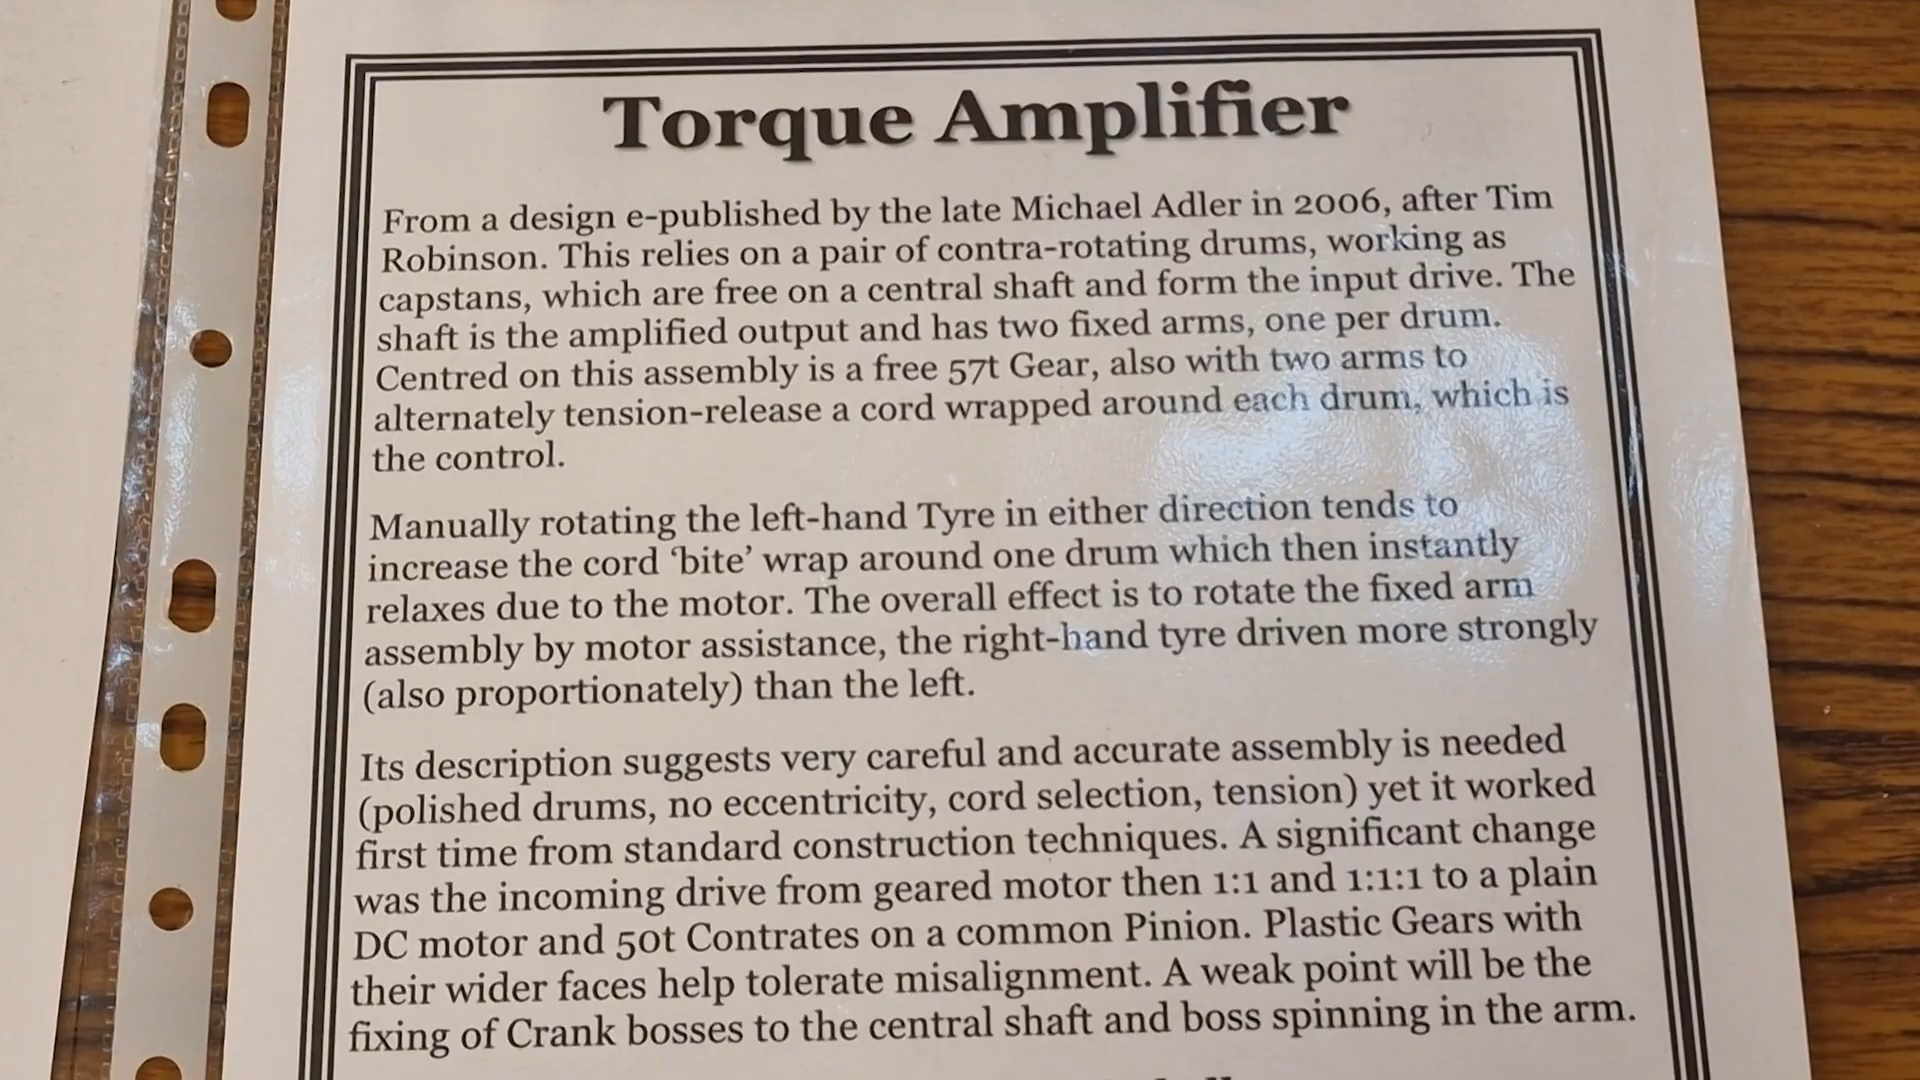 Torque Amplifier
From a design e-published by the late Michael Adler in 2006, after Tim
Robinson. This relies on a pair of contra-rotating drums, working as
capstans, which are free on a central shaft and form the input drive. The
shaft is the amplified output and has two fixed arms, one per drum.
Centred on this assembly is a free 57t Gear, also with two arms to
alternately tension-release a cord wrapped around each drum, which is
the control.
Manually rotating the left-hand Tyre in either direction tends to
increase the cord ‘bite’ wrap around one drum which then instantly
relaxes due to the motor. The overall effect is to rotate the fixed arm
assembly by motor assistance, the right-hand tyre driven more strongly
(also proportionately) than the left.
Its description suggests very careful and accurate assembly is needed
(polished drums, no eccentricity, cord selection, tension) yet it worked
first time from standard construction techniques. A significant change
was the incoming drive from geared motor then 1:1 and 1:1:1 to a plain
DC motor and 50t Contrates on a common Pinion. Plastic Gears with
their wider faces help tolerate misalignment. A weak point will be the
fixing of Crank bosses to the central shaft and boss spinning in the arm.